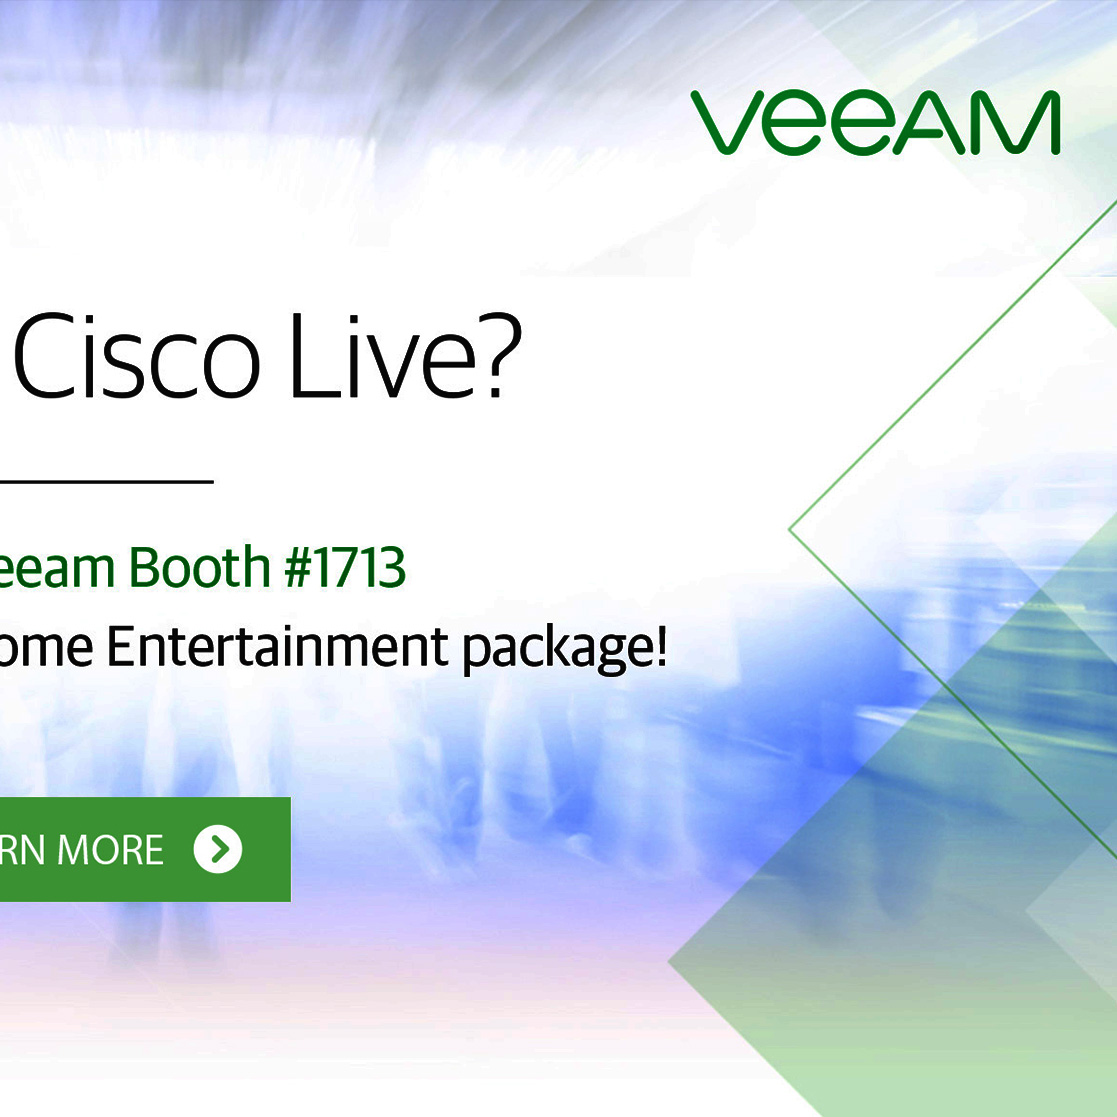 VEEAM
Cisco Live?
eeam Booth #1713
ome Entertainment package!
RN MORE